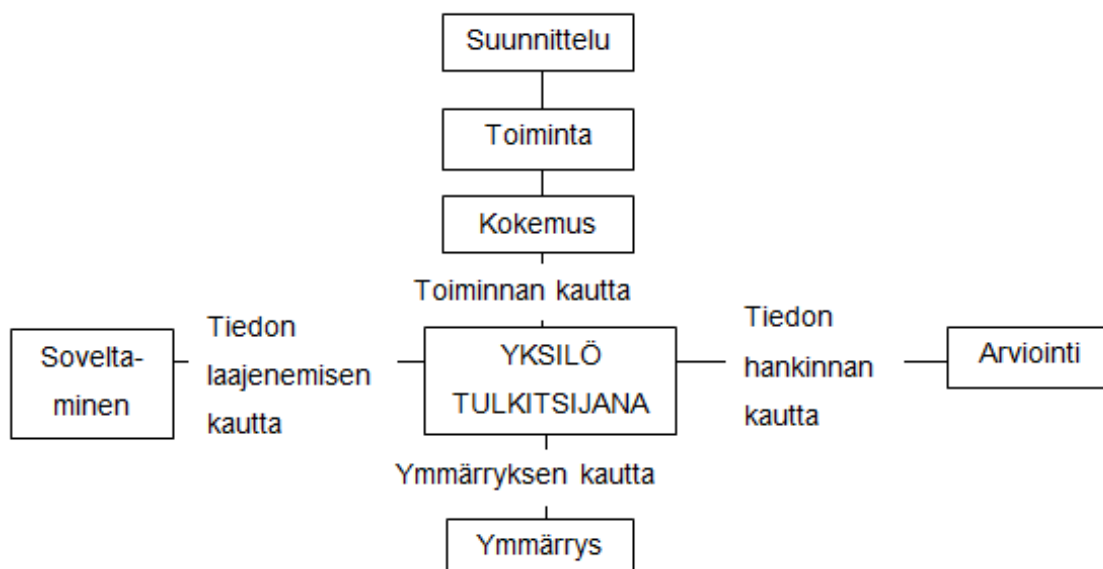 Suunnittelu
Toiminta
Kokemus
Toiminnan kautta
Sovelta-
minen
Tiedon
laajenemisen
kautta
YKSILÖ
TULKITSIJANA
Tiedon
hankinnan
kautta
Arviointi
Ymmärryksen kautta
Ymmärrys